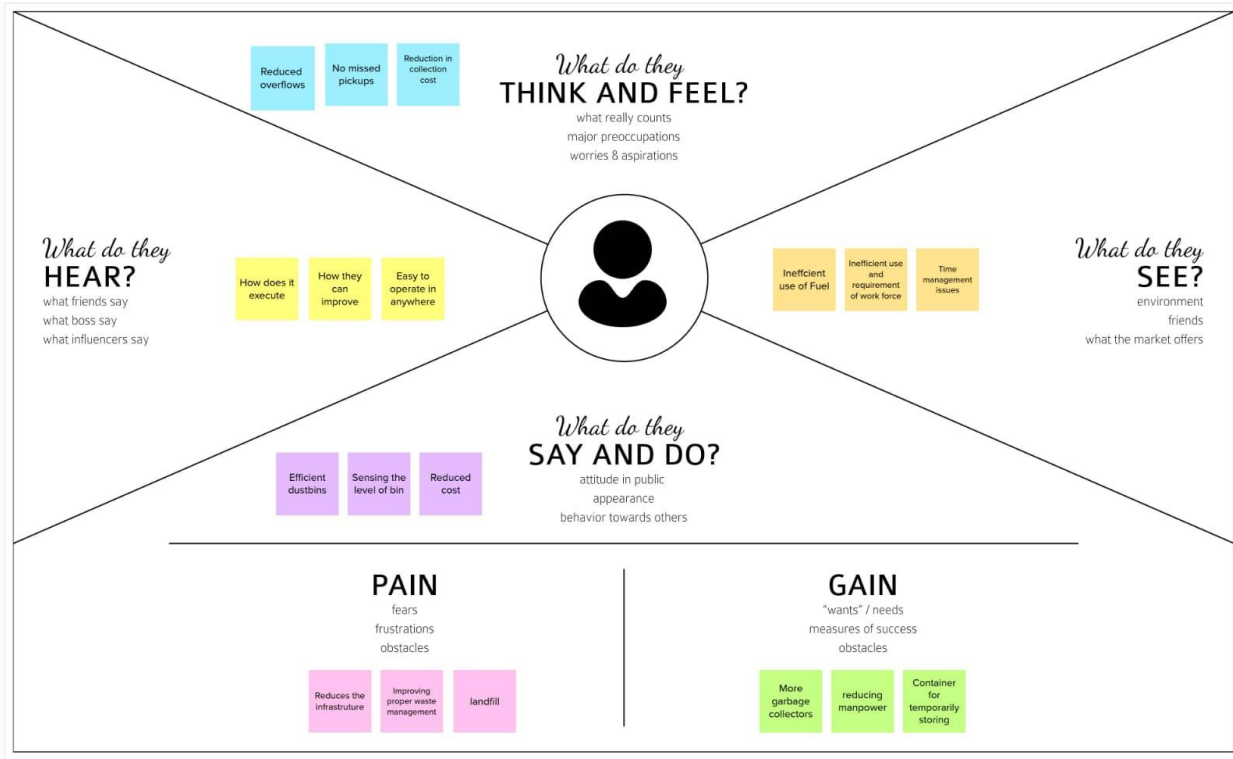 Reduced
overflows
No missed
pickups
Reduction in
collection
cost
What do they
THINK AND FEEL?
what really counts
major preoccupations
worries & aspirations
What do they
HEAR?
what friends say
what boss say
what influencers say
How does it
execute
How they
can
improve
Easy to
operate in
anywhere
Ineffcient
use of Fuel
Inefficient use
and
requirement
of work force
Time
management
issues
What do they
SEE?
environment
friends
what the market offers
What do they
SAY AND DO?
attitude in public
appearance
behavior towards others
Efficient
dustbins
Sensing the
level of bin
Reduced
cost
PAIN
fears
frustrations
obstacles
Reduces the
infrastruture
Improving
proper waste
management
landfill
GAIN
"wants" / needs
measures of success
obstacles
More
garbage
collectors
reducing
manpower
Container
for
temporarily
storing